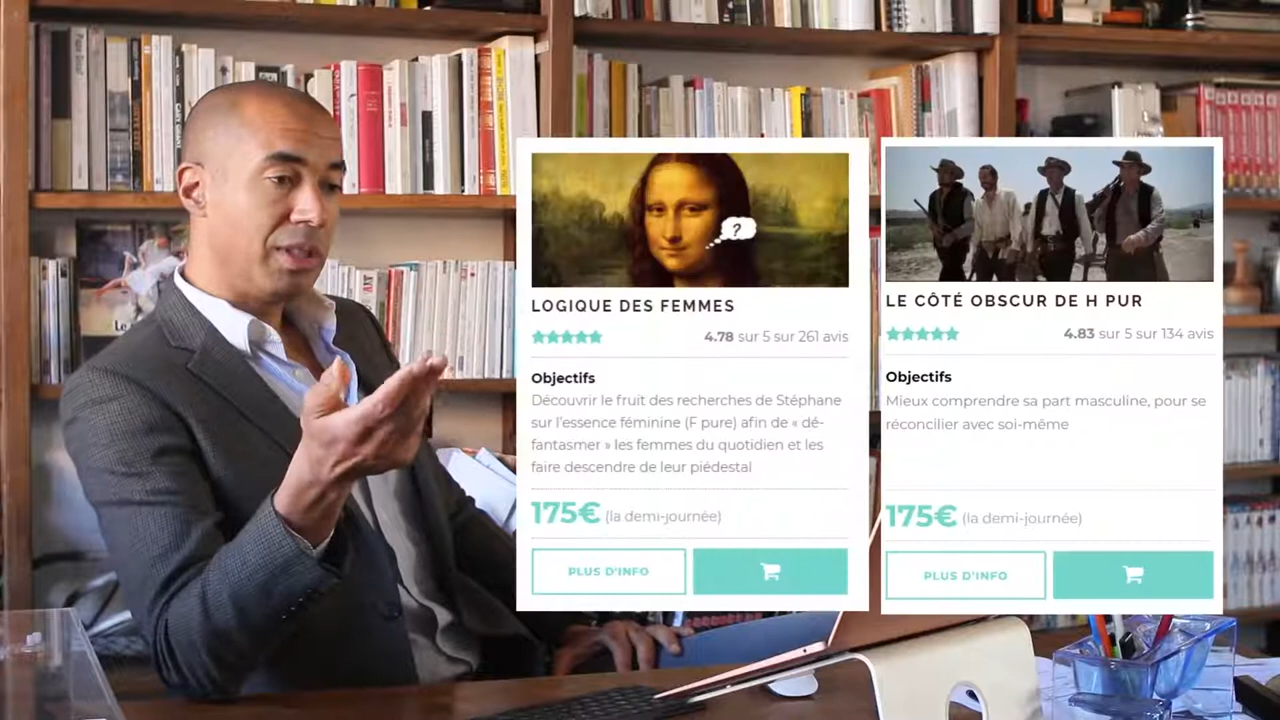 ?
LOGIQUE DES FEMMES
4.78 sur 5 sur 261 avis
Objectifs
Découvrir le fruit des recherches de Stéphane
sur l'essence féminine (F pure) afin de « dé-
fantasmer » les femmes du quotidien et les
faire descendre de leur piédestal
175€ (la demi-journée)
PLUS D'INFO
LE CÔTÉ OBSCUR DE H PUR
4.83 sur 5 sur 134 avis
Objectifs
Mieux comprendre sa part masculine, pour se
réconcilier avec soi-même
175€ (la demi-journée)
PLUS D'INFO